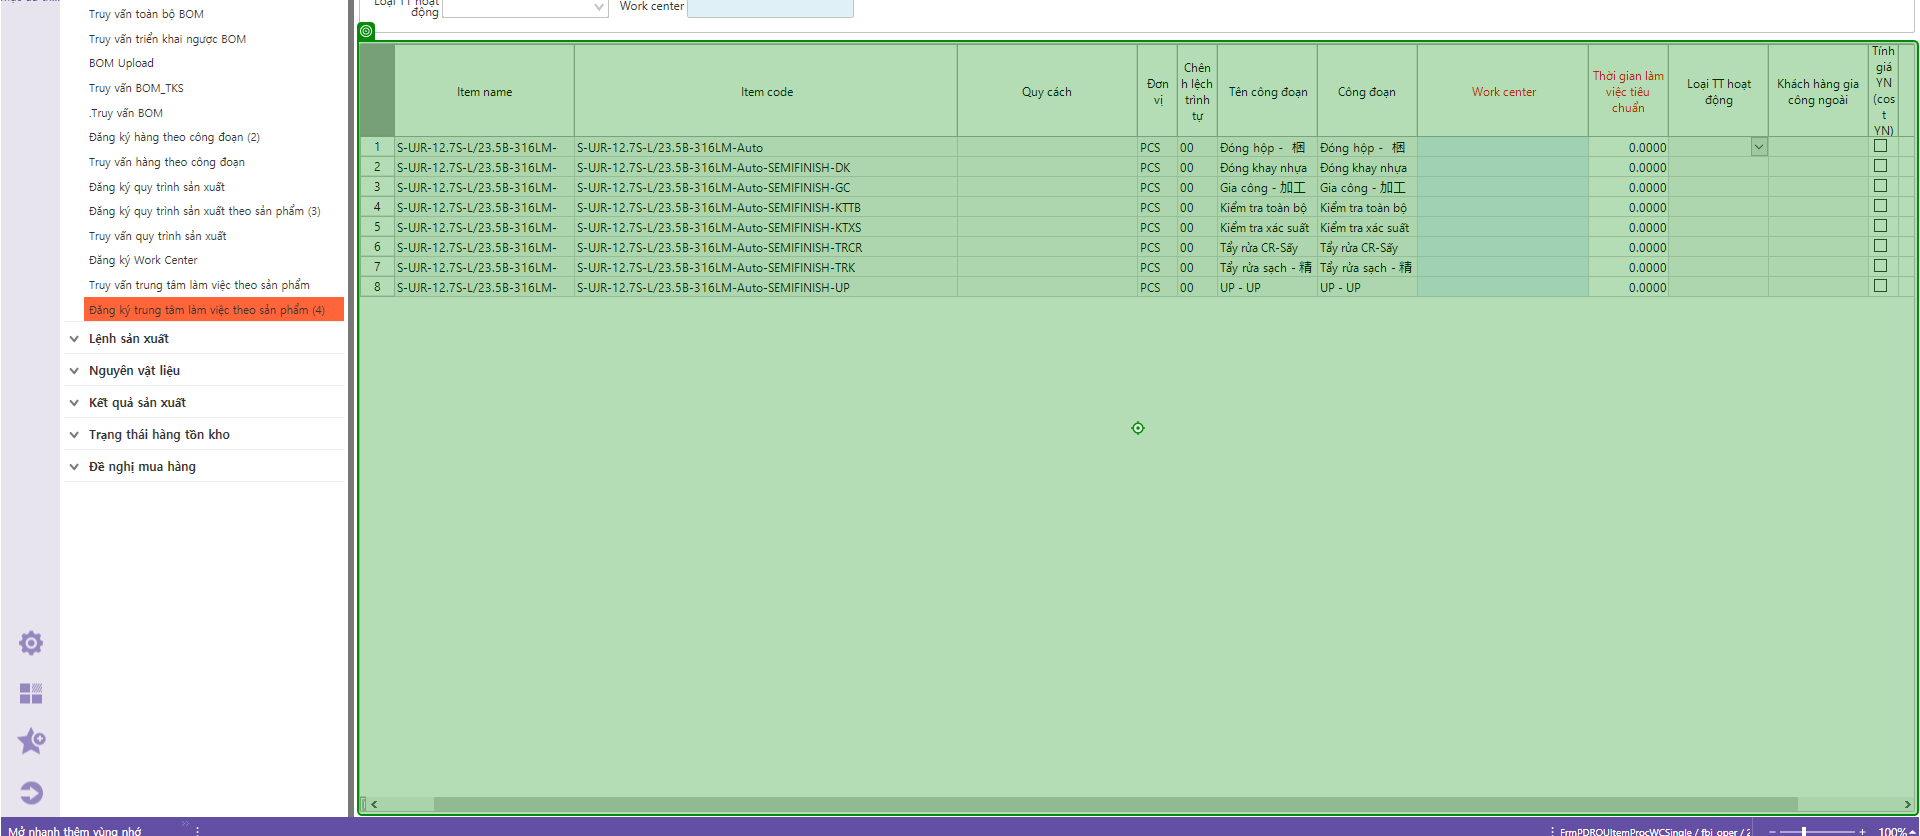 Truy vấn toàn bộ BOM
Truy vấn triển khai ngược BOM
BOM Upload
Truy vấn BOM_TKS
.Truy vấn BOM
Đăng ký hàng theo công đoạn (2)
Truy vấn hàng theo công đoạn
Đăng ký quy trình sản xuất
Đăng ký quy trình sản xuất theo sản phẩm (3)
Truy vấn quy trình sản xuất
Đăng ký Work Center
Truy vấn trung tâm làm việc theo sản phẩm
Đăng ký trung tâm làm việc theo sản phẩm (4)
Lệnh sản xuất
Nguyên vật liệu
Kết quả sản xuất
Trạng thái hàng tồn kho
Đề nghị mua hàng
Loại TT hoạt động
Work center
Item name Item code Quy cách Đơn vị Chênh lệch trình tự Tên công đoạn Công đoạn Work center Thời gian làm việc tiêu chuẩn Loại TT hoạt động Khách hàng gia công ngoài Tính giá YN (cost YN)
1 S-UJR-12.7S-L/23.5B-316LM- S-UJR-12.7S-L/23.5B-316LM-Auto PCS 00 Đóng hộp - 梱 Đóng hộp - 梱 0.0000
2 S-UJR-12.7S-L/23.5B-316LM- S-UJR-12.7S-L/23.5B-316LM-Auto-SEMIFINISH-DK PCS 00 Đóng khay nhựa Đóng khay nhựa 0.0000
3 S-UJR-12.7S-L/23.5B-316LM- S-UJR-12.7S-L/23.5B-316LM-Auto-SEMIFINISH-GC PCS 00 Gia công - 加工 Gia công - 加工 0.0000
4 S-UJR-12.7S-L/23.5B-316LM- S-UJR-12.7S-L/23.5B-316LM-Auto-SEMIFINISH-KTTB PCS 00 Kiểm tra toàn bộ Kiểm tra toàn bộ 0.0000
5 S-UJR-12.7S-L/23.5B-316LM- S-UJR-12.7S-L/23.5B-316LM-Auto-SEMIFINISH-KTXS PCS 00 Kiểm tra xác suất Kiểm tra xác suất 0.0000
6 S-UJR-12.7S-L/23.5B-316LM- S-UJR-12.7S-L/23.5B-316LM-Auto-SEMIFINISH-TRCR PCS 00 Tẩy rửa CR-Sấy Tẩy rửa CR-Sấy 0.0000
7 S-UJR-12.7S-L/23.5B-316LM- S-UJR-12.7S-L/23.5B-316LM-Auto-SEMIFINISH-TRK PCS 00 Tẩy rửa sạch - 精 Tẩy rửa sạch - 精 0.0000
8 S-UJR-12.7S-L/23.5B-316LM- S-UJR-12.7S-L/23.5B-316LM-Auto-SEMIFINISH-UP PCS 00 UP - UP UP - UP 0.0000
Mở nhanh thêm vùng nhớ
FrmPDROUItemProcWCSingle / fbi_oper / 100%